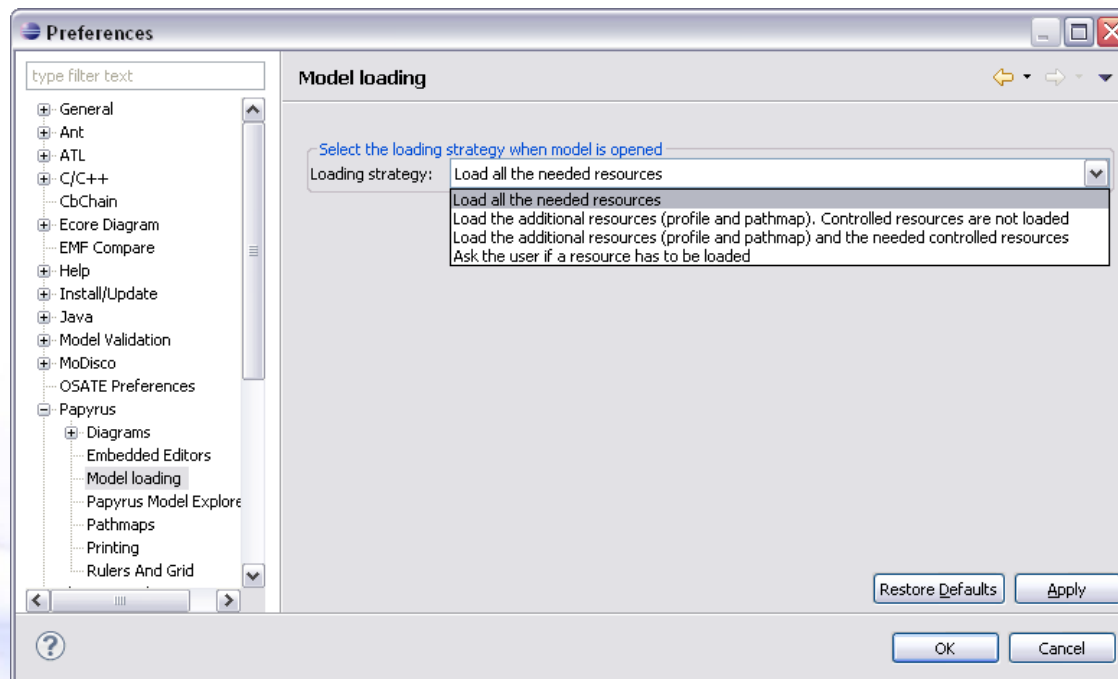 Preferences
type filter text
General
Ant
ATL
C/C++
CbChain
Ecore Diagram
EMF Compare
Help
Install/Update
Java
Model Validation
MoDisco
OSATE Preferences
Papyrus
Diagrams
Embedded Editors
Model loading
Papyrus Model Explore
Pathmaps
Printing
Rulers And Grid
Model loading
Select the loading strategy when model is opened
Loading strategy: Load all the needed resources
Load all the needed resources
Load the additional resources (profile and pathmap). Controlled resources are not loaded
Load the additional resources (profile and pathmap) and the needed controlled resources
Ask the user if a resource has to be loaded
Restore Defaults Apply
? OK Cancel